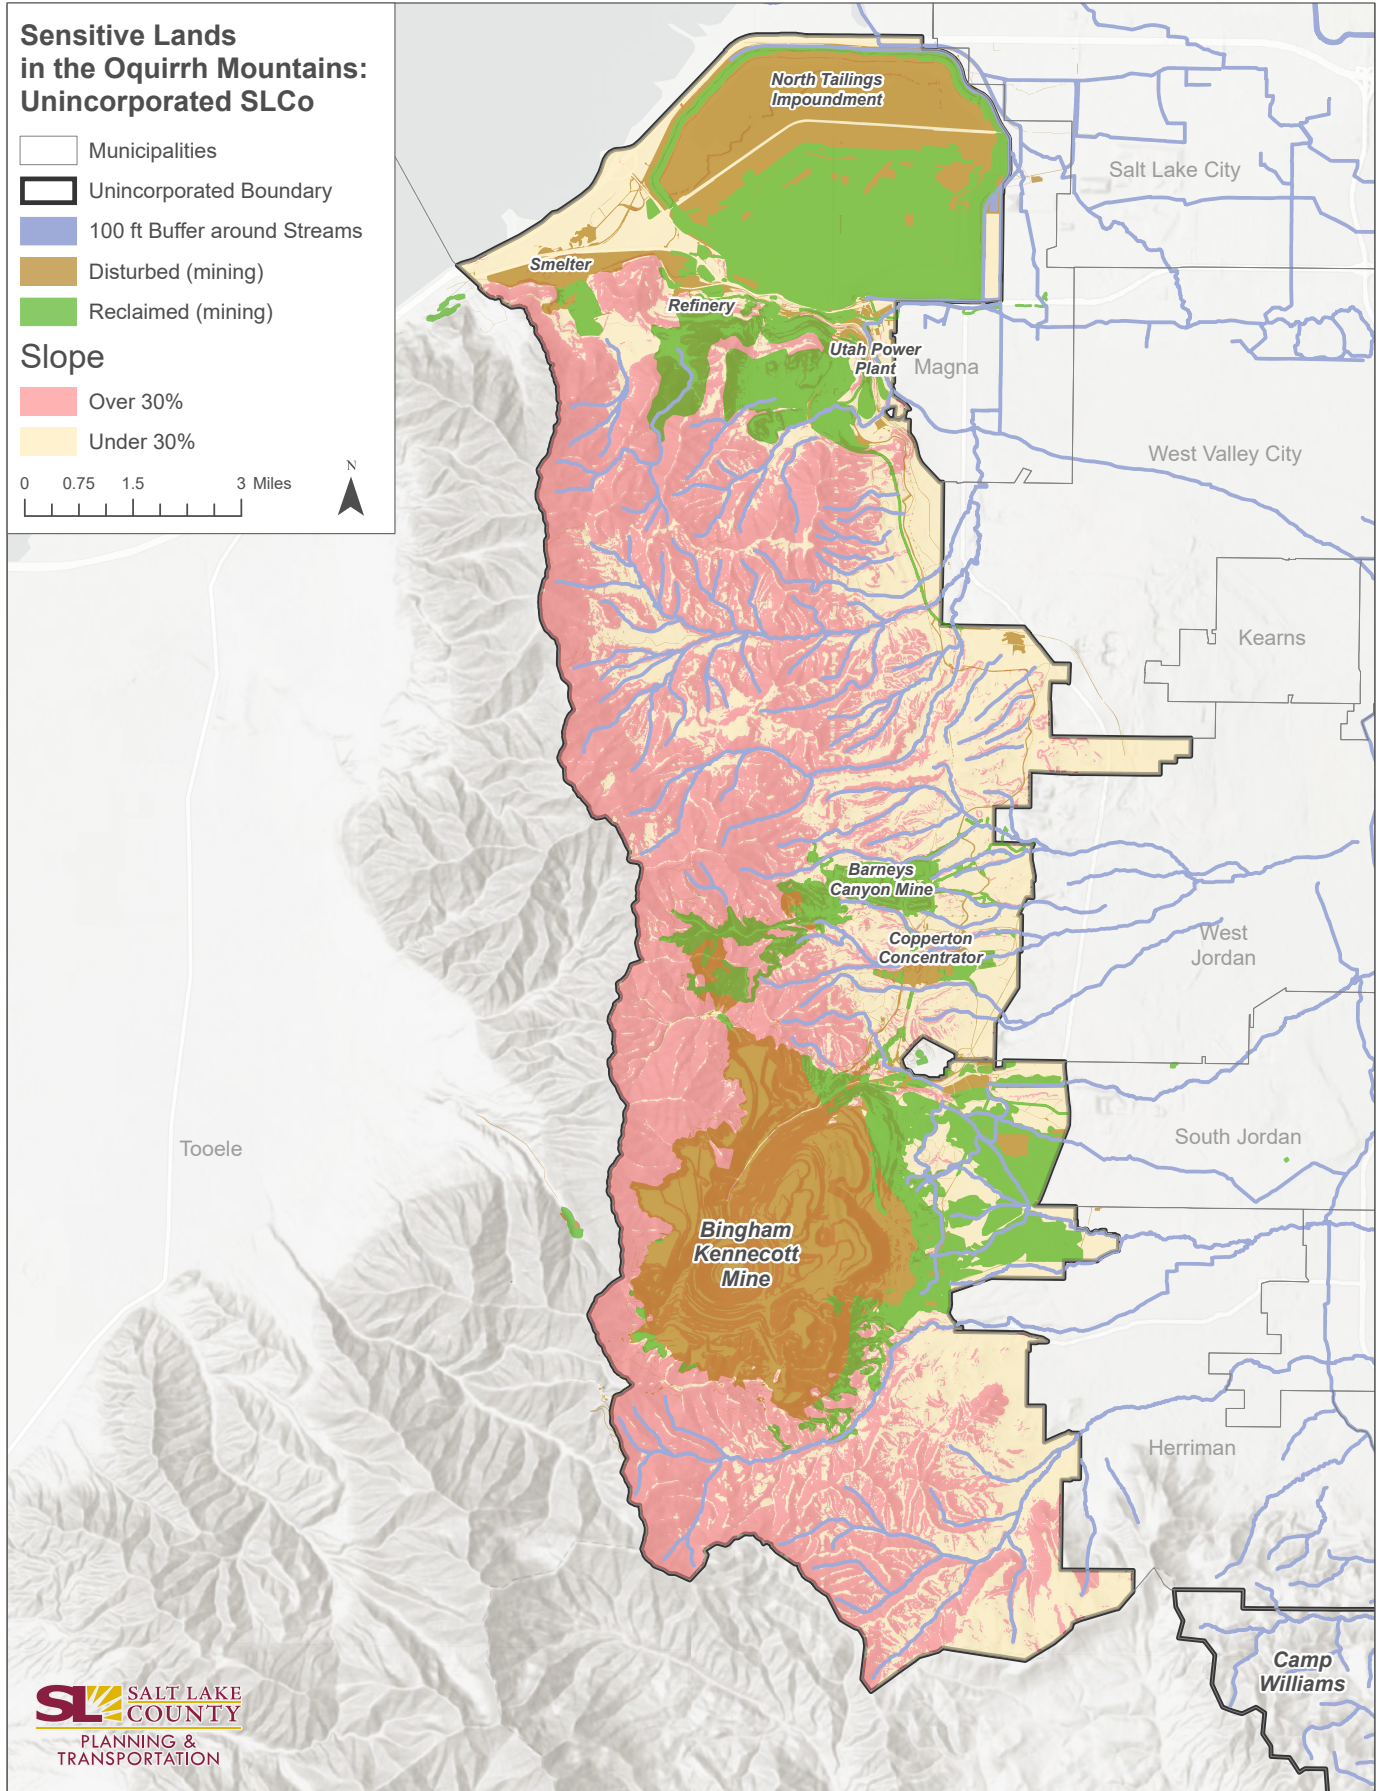 Sensitive Lands
in the Oquirrh Mountains:
Unincorporated SLCo
Municipalities
Unincorporated Boundary
100 ft Buffer around Streams
Disturbed (mining)
Reclaimed (mining)
Slope
Over 30%
Under 30%
0 0.75 1.5 3 Miles
N
North Tailings
Impoundment
Salt Lake City
Smelter
Refinery
Utah Power
Plant
Magna
West Valley City
Kearns
Barneys
Canyon Mine
Copperton
Concentrator
West
Jordan
Tooele
South Jordan
Bingham
Kennecott
Mine
Herriman
Camp
Williams
SL SALT LAKE
COUNTY
PLANNING &
TRANSPORTATION